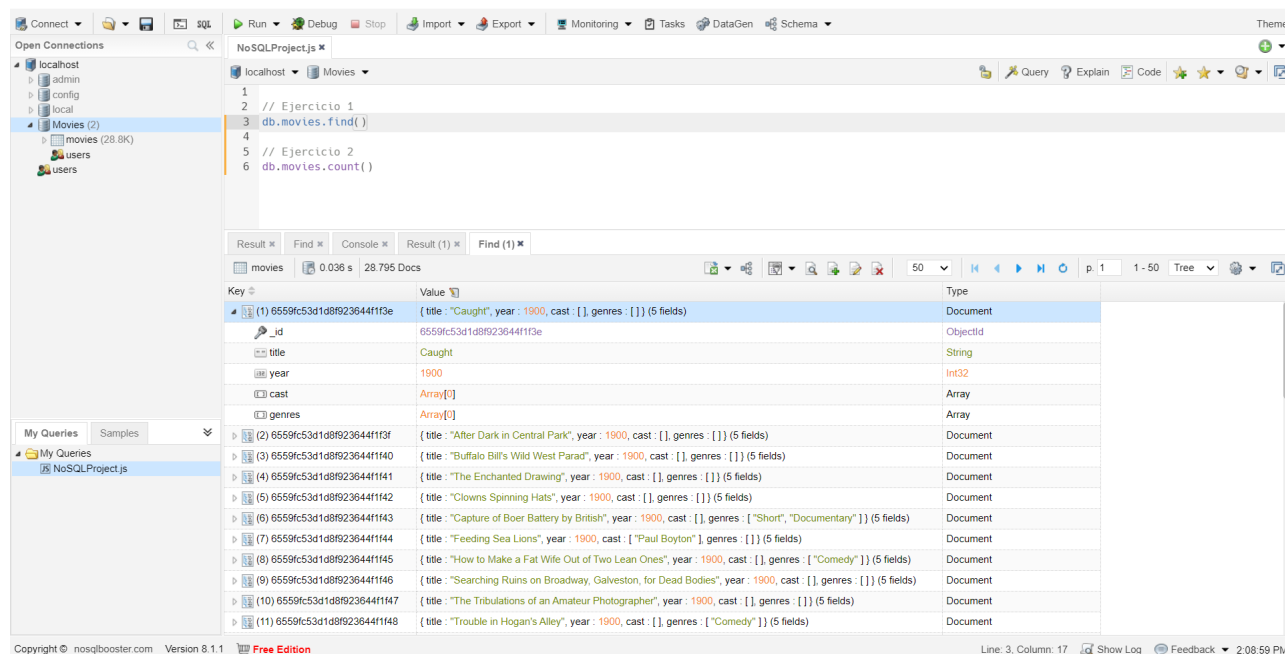 Connect SQL Run Debug Stop Import Export Monitoring Tasks DataGen Schema Theme
Open Connections
localhost
admin
config
local
Movies (2)
movies (28.8K)
users
users
NoSQLProject.js
localhost Movies Query Explain Code
1
2 // Ejercicio 1
3 db.movies.find()
4
5 // Ejercicio 2
6 db.movies.count()
Result Find Console Result (1) Find (1)
movies 0.036 s 28.795 Docs 50 p. 1 1 - 50 Tree
Key Value Type
(1) 6559fc53d1d8f923644f1f3e { title : "Caught", year : 1900, cast : [ ], genres : [ ] } (5 fields) Document
_id 6559fc53d1d8f923644f1f3e ObjectId
title Caught String
year 1900 Int32
cast Array[0] Array
genres Array[0] Array
(2) 6559fc53d1d8f923644f1f3f { title : "After Dark in Central Park", year : 1900, cast : [ ], genres : [ ] } (5 fields) Document
(3) 6559fc53d1d8f923644f1f40 { title : "Buffalo Bill's Wild West Parad", year : 1900, cast : [ ], genres : [ ] } (5 fields) Document
(4) 6559fc53d1d8f923644f1f41 { title : "The Enchanted Drawing", year : 1900, cast : [ ], genres : [ ] } (5 fields) Document
(5) 6559fc53d1d8f923644f1f42 { title : "Clowns Spinning Hats", year : 1900, cast : [ ], genres : [ ] } (5 fields) Document
(6) 6559fc53d1d8f923644f1f43 { title : "Capture of Boer Battery by British", year : 1900, cast : [ ], genres : [ "Short", "Documentary" ] } (5 fields) Document
(7) 6559fc53d1d8f923644f1f44 { title : "Feeding Sea Lions", year : 1900, cast : [ "Paul Boyton" ], genres : [ ] } (5 fields) Document
(8) 6559fc53d1d8f923644f1f45 { title : "How to Make a Fat Wife Out of Two Lean Ones", year : 1900, cast : [ ], genres : [ "Comedy" ] } (5 fields) Document
(9) 6559fc53d1d8f923644f1f46 { title : "Searching Ruins on Broadway, Galveston, for Dead Bodies", year : 1900, cast : [ ], genres : [ ] } (5 fields) Document
(10) 6559fc53d1d8f923644f1f47 { title : "The Tribulations of an Amateur Photographer", year : 1900, cast : [ ], genres : [ ] } (5 fields) Document
(11) 6559fc53d1d8f923644f1f48 { title : "Trouble in Hogan's Alley", year : 1900, cast : [ ], genres : [ "Comedy" ] } (5 fields) Document
My Queries Samples
My Queries
NoSQLProject.js
Copyright © nosqlbooster.com Version 8.1.1 Free Edition Line: 3, Column: 17 Show Log Feedback 2:08:59 PM